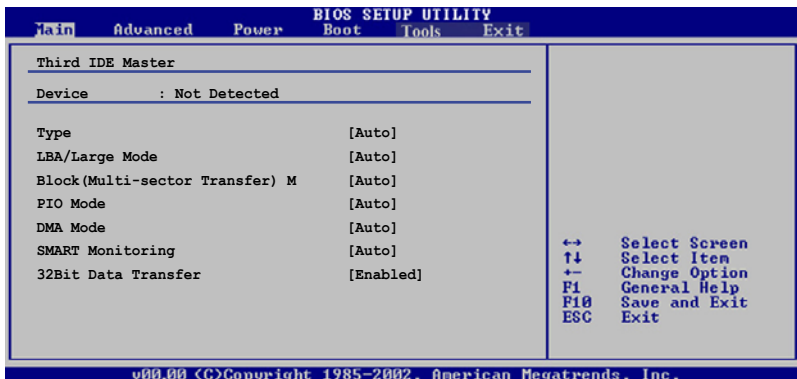 BIOS SETUP UTILITY
Main Advanced Power Boot Tools Exit
Third IDE Master
Device : Not Detected
Type [Auto]
LBA/Large Mode [Auto]
Block(Multi-sector Transfer) M [Auto]
PIO Mode [Auto]
DMA Mode [Auto]
SMART Monitoring [Auto]
32Bit Data Transfer [Enabled]
←→ Select Screen
↑↓ Select Item
+- Change Option
F1 General Help
F10 Save and Exit
ESC Exit
v00.00 (C)Copyright 1985-2002, American Megatrends, Inc.